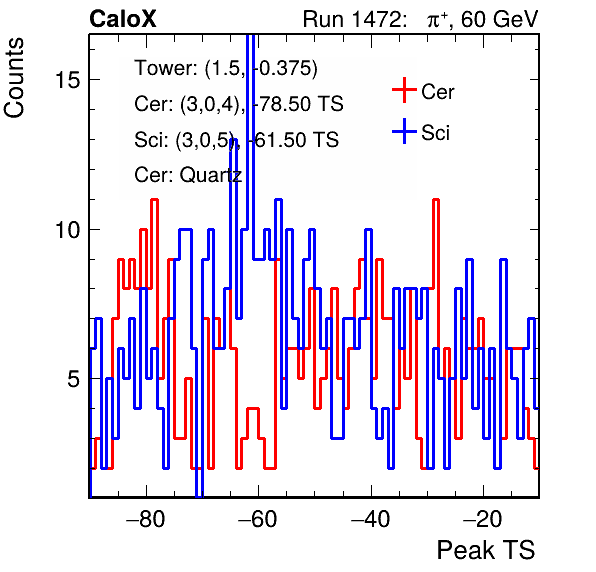 CaloX Run 1472: π+, 60 GeV
Counts
Tower: (1.5, -0.375)
Cer: (3,0,4), -78.50 TS
Sci: (3,0,5), -61.50 TS
Cer: Quartz
Cer
Sci
15
10
5
−80 −60 −40 −20
Peak TS